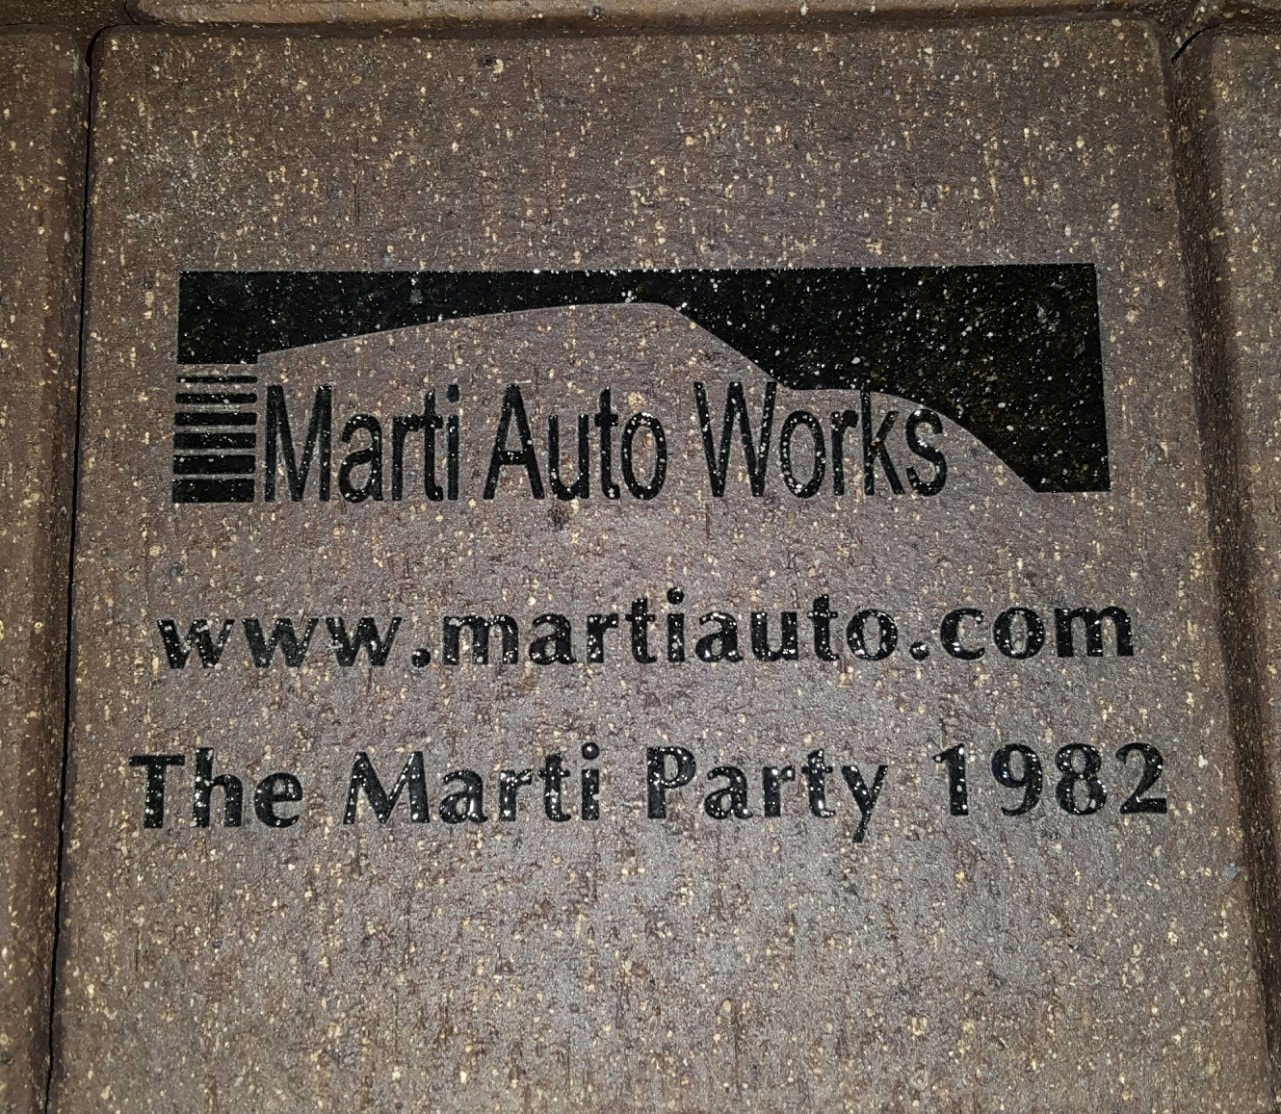 Marti Auto Works
www.martiauto.com
The Marti Party 1982